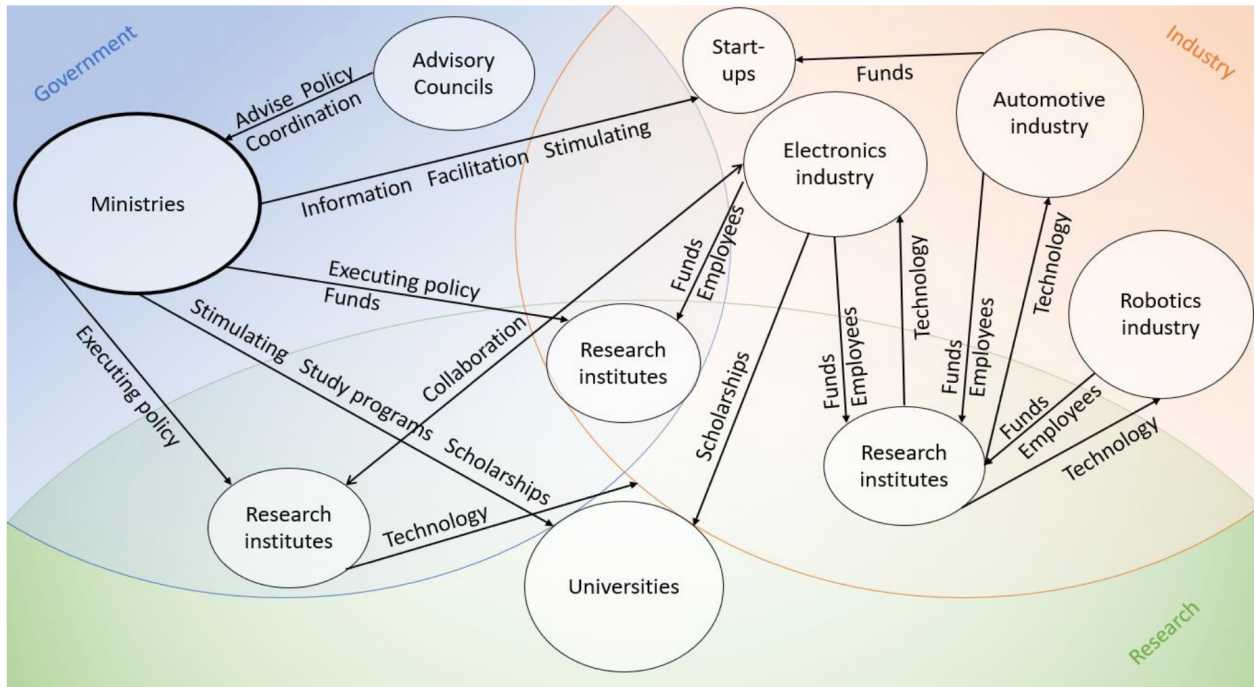 Government
Industry
Research
Advisory
Councils
Start-
ups
Automotive
industry
Funds
Advise Policy
Coordination
Ministries
Information Facilitation Stimulating
Electronics
industry
Funds
Employees
Technology
Technology
Robotics
industry
Executing policy
Funds
Collaboration
Research
institutes
Executing policy
Stimulating Study programs Scholarships
Scholarships
Funds
Employees
Funds
Employees
Funds
Employees
Technology
Research
institutes
Research
institutes
Technology
Universities